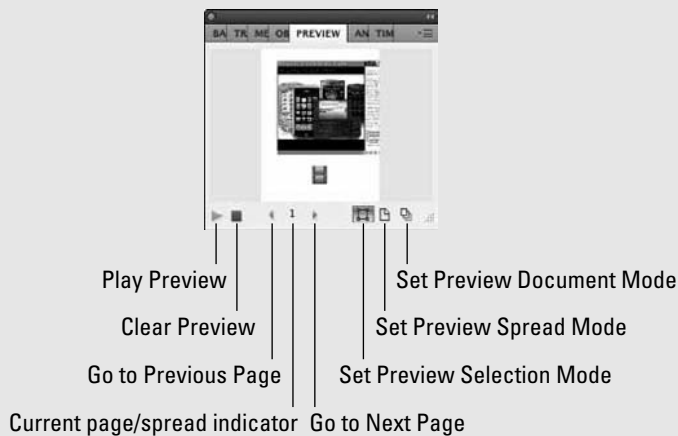 BA TR ME OB PREVIEW AN TIM
1
Play Preview Set Preview Document Mode
Clear Preview Set Preview Spread Mode
Go to Previous Page Set Preview Selection Mode
Current page/spread indicator Go to Next Page